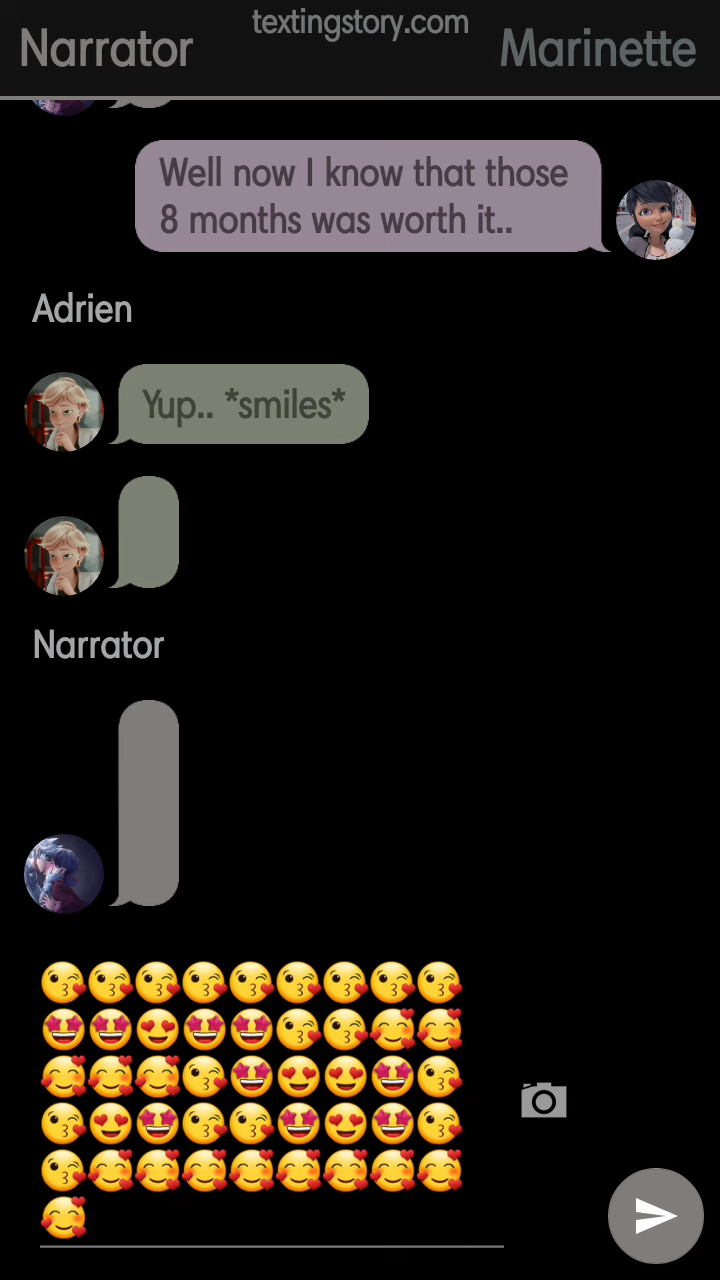 textingstory.com
Narrator
Marinette
Well now I know that those
8 months was worth it..
Adrien
Yup.. *smiles*
Narrator
😘😘😘😘😘😘😘😘😘
🤩🤩😍🤩🤩😘😘🥰🥰
🥰🥰🥰😘🤩😍😍🤩😘
😘😍🤩😘😘🤩😍🤩😘
😘🥰🥰🥰🥰🥰🥰🥰🥰
🥰